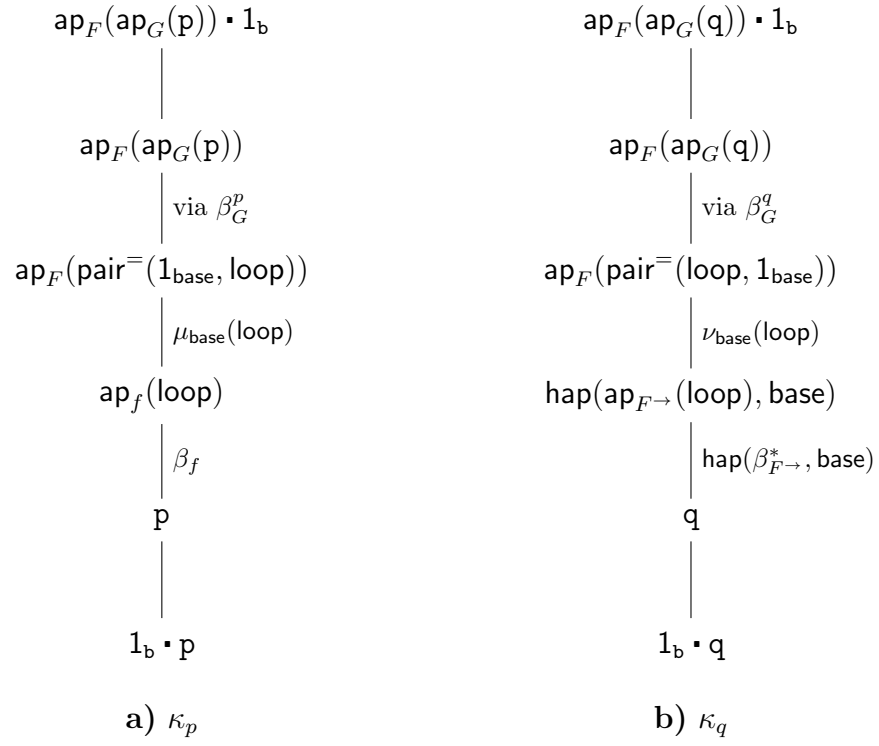 ap_F(ap_G(p)) ▪ 1_b
ap_F(ap_G(p))
via β_G^p
ap_F(pair^=(1_base, loop))
μ_base(loop)
ap_f(loop)
β_f
p
1_b ▪ p
a) κ_p
ap_F(ap_G(q)) ▪ 1_b
ap_F(ap_G(q))
via β_G^q
ap_F(pair^=(loop, 1_base))
ν_base(loop)
hap(ap_{F→}(loop), base)
hap(β*_{F→}, base)
q
1_b ▪ q
b) κ_q